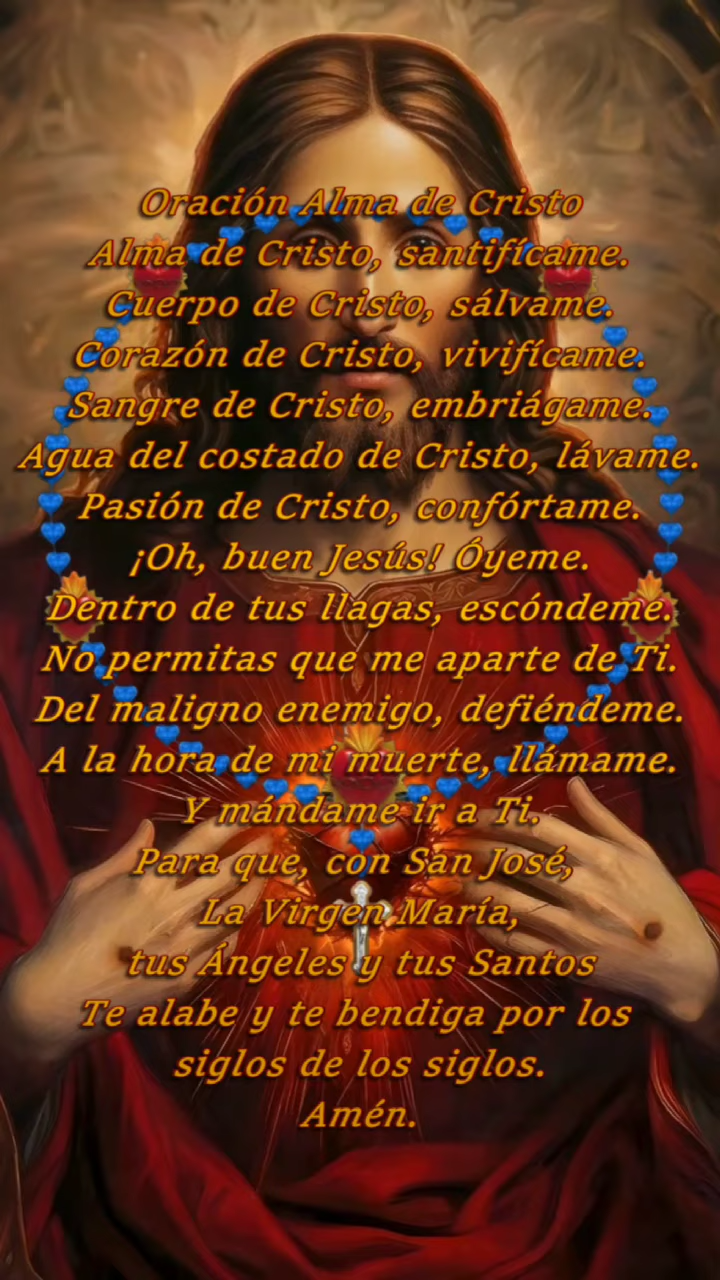 Oración Alma de Cristo
Alma de Cristo, santifícame.
Cuerpo de Cristo, sálvame.
Corazón de Cristo, vivifícame.
Sangre de Cristo, embriágame.
Agua del costado de Cristo, lávame.
Pasión de Cristo, confórtame.
¡Oh, buen Jesús! Óyeme.
Dentro de tus llagas, escóndeme.
No permitas que me aparte de Ti.
Del maligno enemigo, defiéndeme.
A la hora de mi muerte, llámame.
Y mándame ir a Ti.
Para que, con San José,
La Virgen María,
tus Ángeles y tus Santos
Te alabe y te bendiga por los
siglos de los siglos.
Amén.